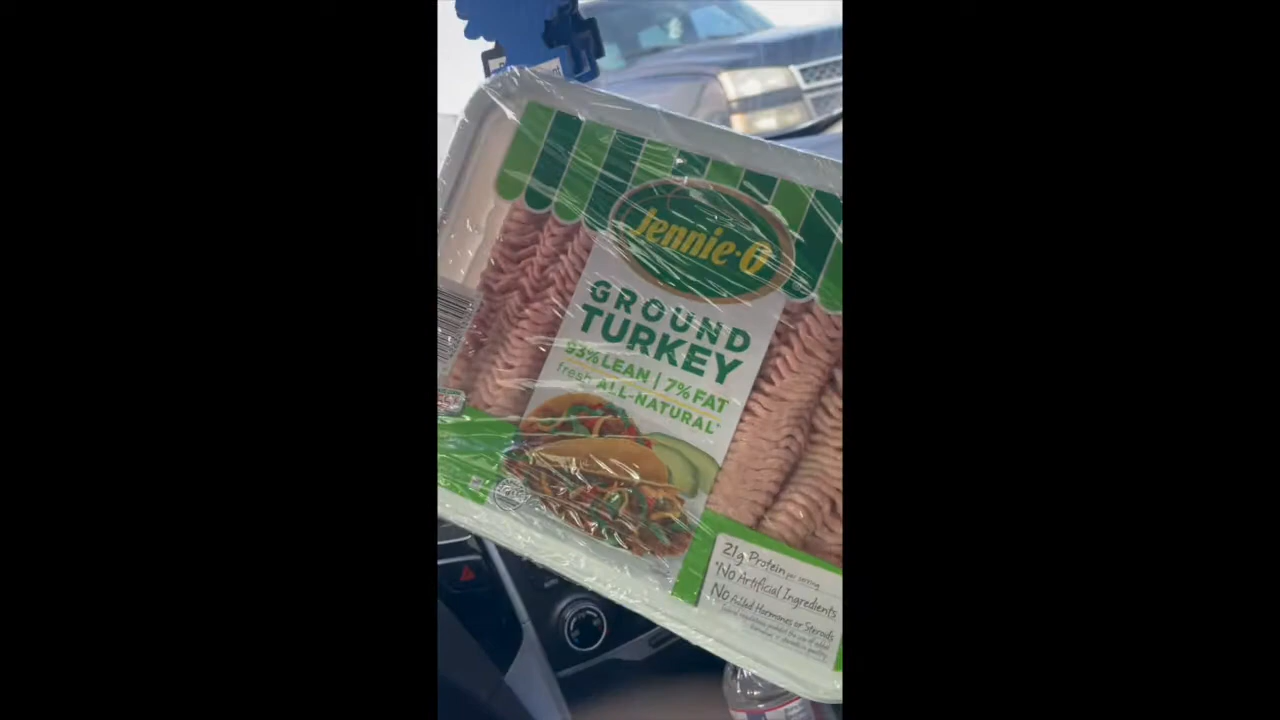 Jennie-O
GROUND
TURKEY
93% LEAN | 7% FAT
fresh ALL-NATURAL*
21g Protein per serving
*No Artificial Ingredients
No Added Hormones or Steroids